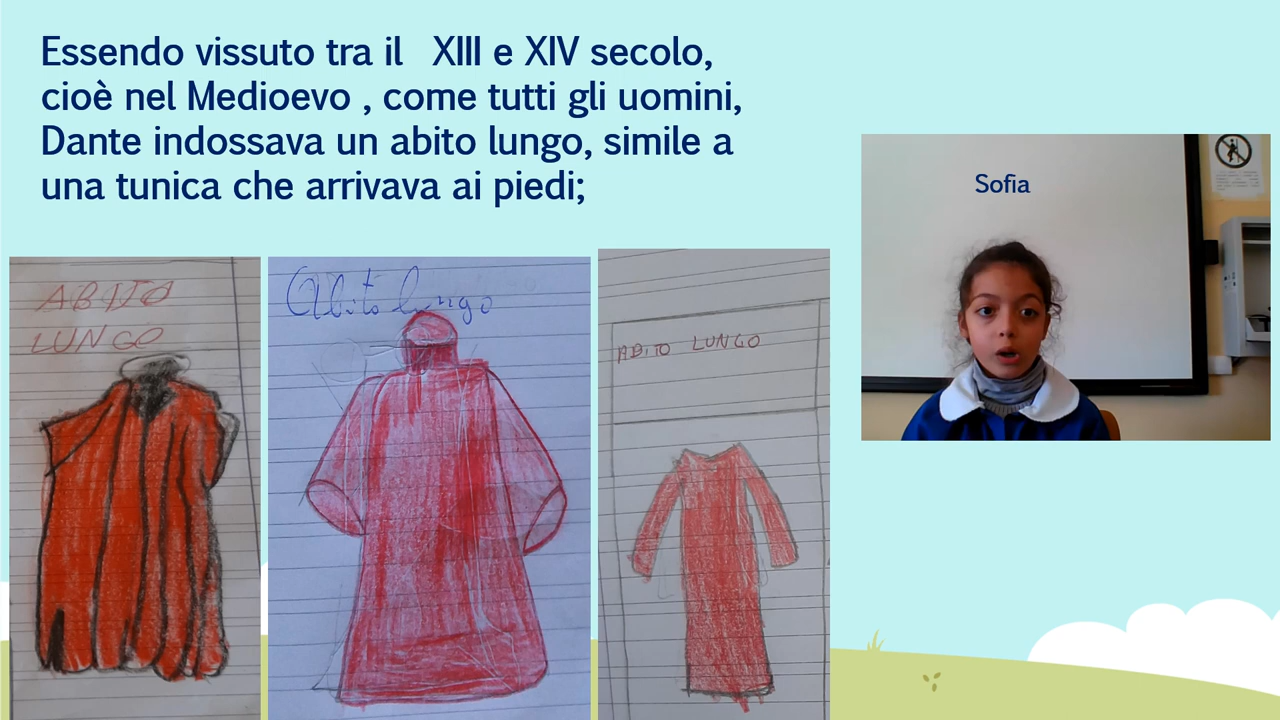 Essendo vissuto tra il XIII e XIV secolo,
cioè nel Medioevo , come tutti gli uomini,
Dante indossava un abito lungo, simile a
una tunica che arrivava ai piedi;
Sofia
ABITO
LUNGO
Abito lungo
ABITO LUNGO